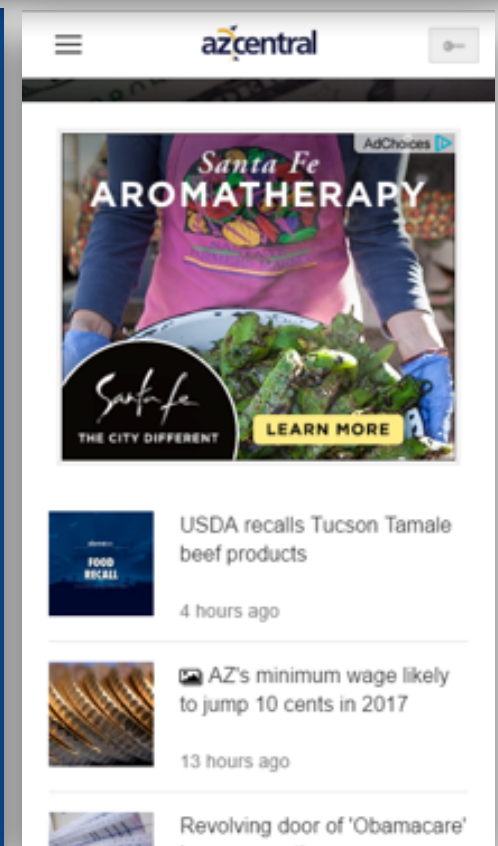 azcentral
AdChoices
Santa Fe
AROMATHERAPY
Santa Fe
THE CITY DIFFERENT
LEARN MORE
FOOD
RECALL
USDA recalls Tucson Tamale
beef products
4 hours ago
AZ's minimum wage likely
to jump 10 cents in 2017
13 hours ago
Revolving door of 'Obamacare'